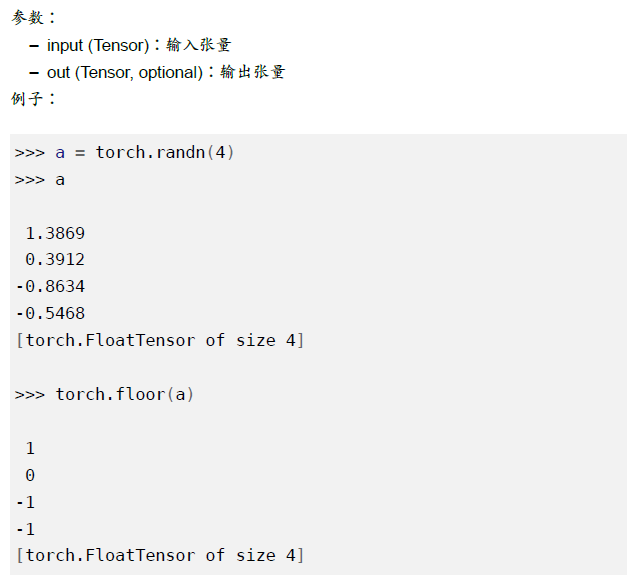 参数：
– input (Tensor)：输入张量
– out (Tensor, optional)：输出张量
例子：
>>> a = torch.randn(4)
>>> a
1.3869
0.3912
-0.8634
-0.5468
[torch.FloatTensor of size 4]
>>> torch.floor(a)
1
0
-1
-1
[torch.FloatTensor of size 4]